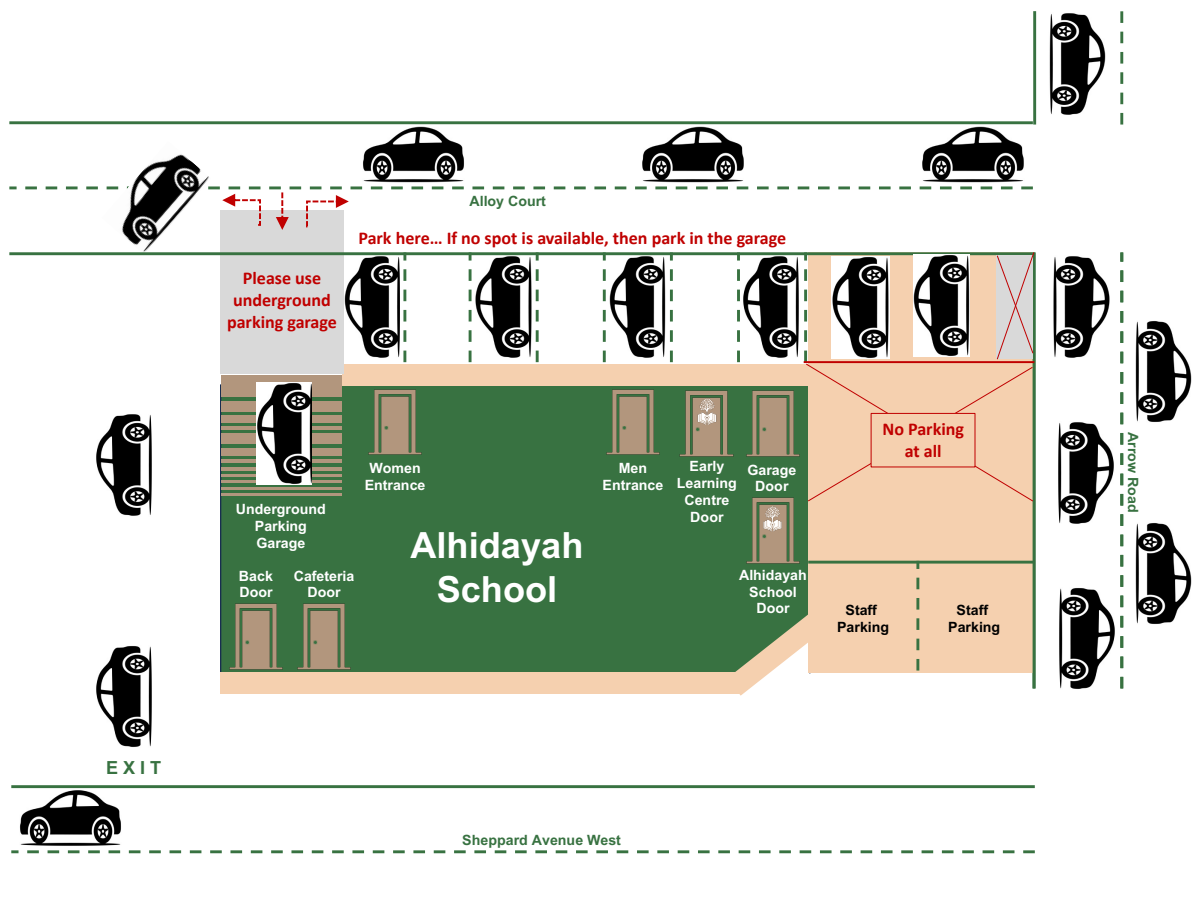 Alloy Court
Park here... If no spot is available, then park in the garage
Please use
underground
parking garage
No Parking
at all
Arrow Road
Women
Entrance
Men
Entrance
Early
Learning
Centre
Door
Garage
Door
Underground
Parking
Garage
Alhidayah
School
Alhidayah
School
Door
Back
Door
Cafeteria
Door
Staff
Parking
Staff
Parking
EXIT
Sheppard Avenue West